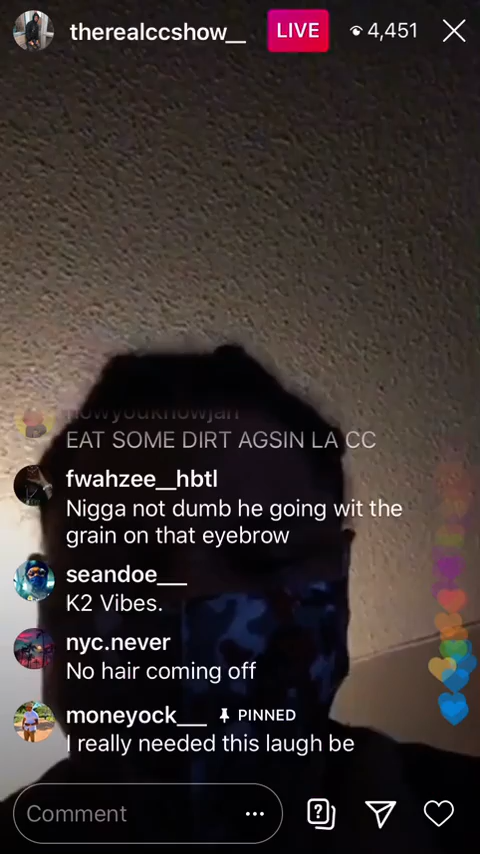 therealccshow__ LIVE 4,451
howyouknowjah
EAT SOME DIRT AGSIN LA CC
fwahzee__hbtl
Nigga not dumb he going wit the
grain on that eyebrow
seandoe___
K2 Vibes.
nyc.never
No hair coming off
moneyock___ PINNED
I really needed this laugh be
Comment